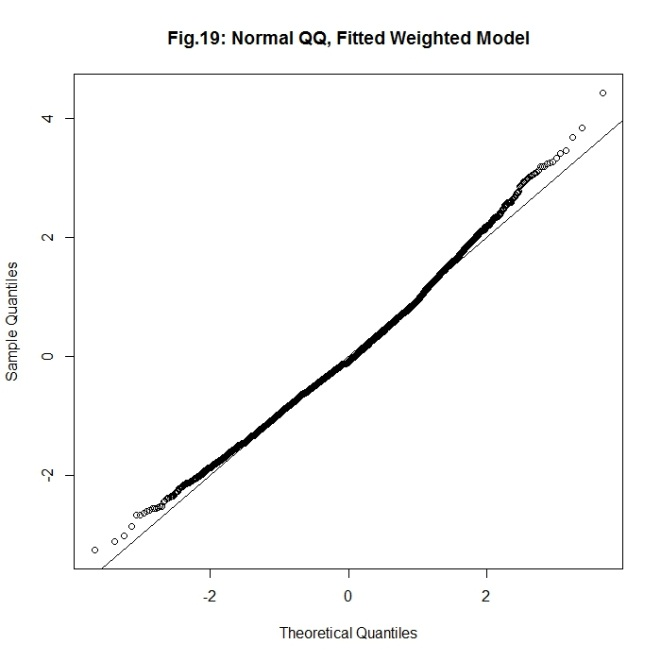 Fig.19: Normal QQ, Fitted Weighted Model
4
2
0
-2
Sample Quantiles
-2 0 2
Theoretical Quantiles